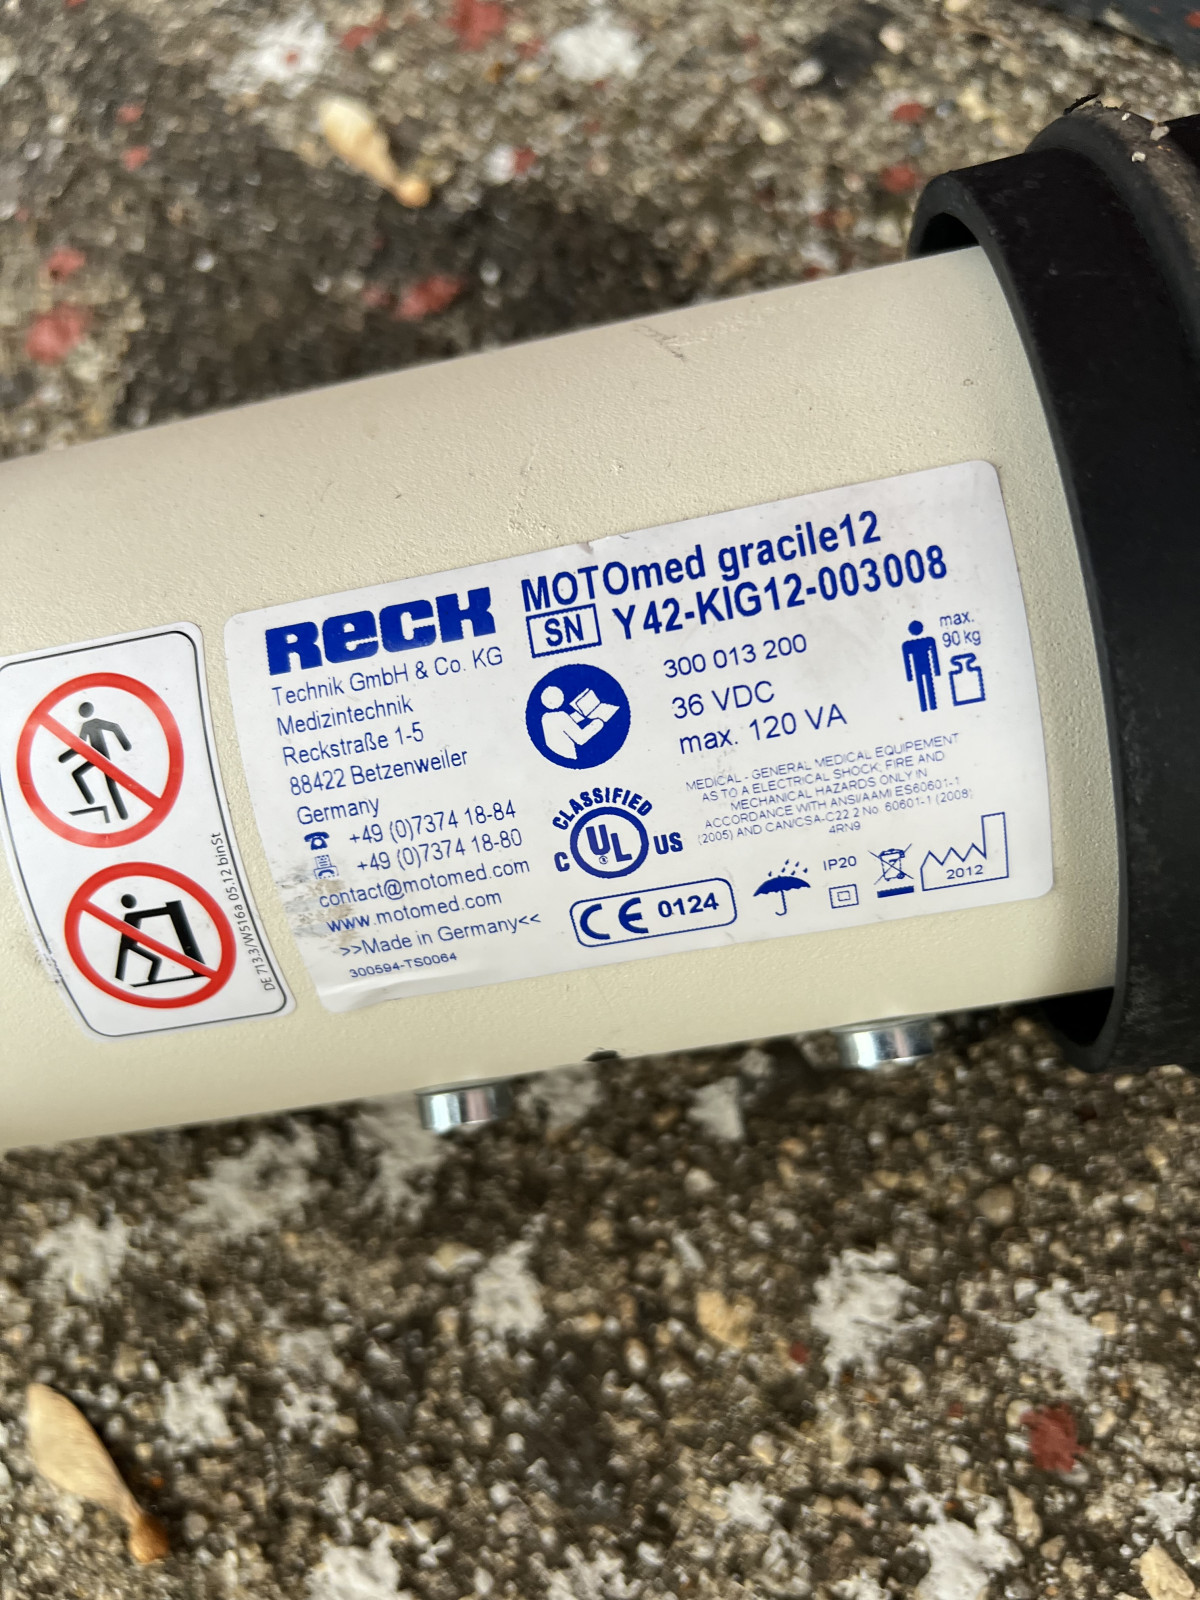 RECK
Technik GmbH & Co. KG
Medizintechnik
Reckstraße 1-5
88422 Betzenweiler
Germany
+49 (0)7374 18-84
+49 (0)7374 18-80
contact@motomed.com
www.motomed.com
>>Made in Germany<<
300594-TS0064
MOTOmed gracile12
SN Y42-KIG12-003008
300 013 200
36 VDC
max. 120 VA
max.
90 kg
MEDICAL - GENERAL MEDICAL EQUIPEMENT
AS TO A ELECTRICAL SHOCK, FIRE AND
MECHANICAL HAZARDS ONLY IN
ACCORDANCE WITH ANSI/AAMI ES60601-1
(2005) AND CAN/CSA-C22.2 No. 60601-1 (2008)
4RN9
CLASSIFIED
C UL ® US
CE 0124
IP20
2012
DE 713.3/W516a 05.12 binSt